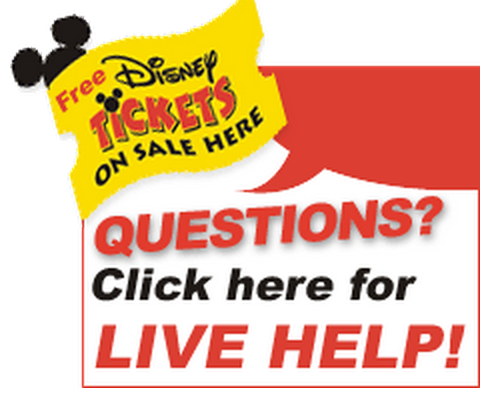 Free Disney
TICKETS
ON SALE HERE
QUESTIONS?
Click here for
LIVE HELP!